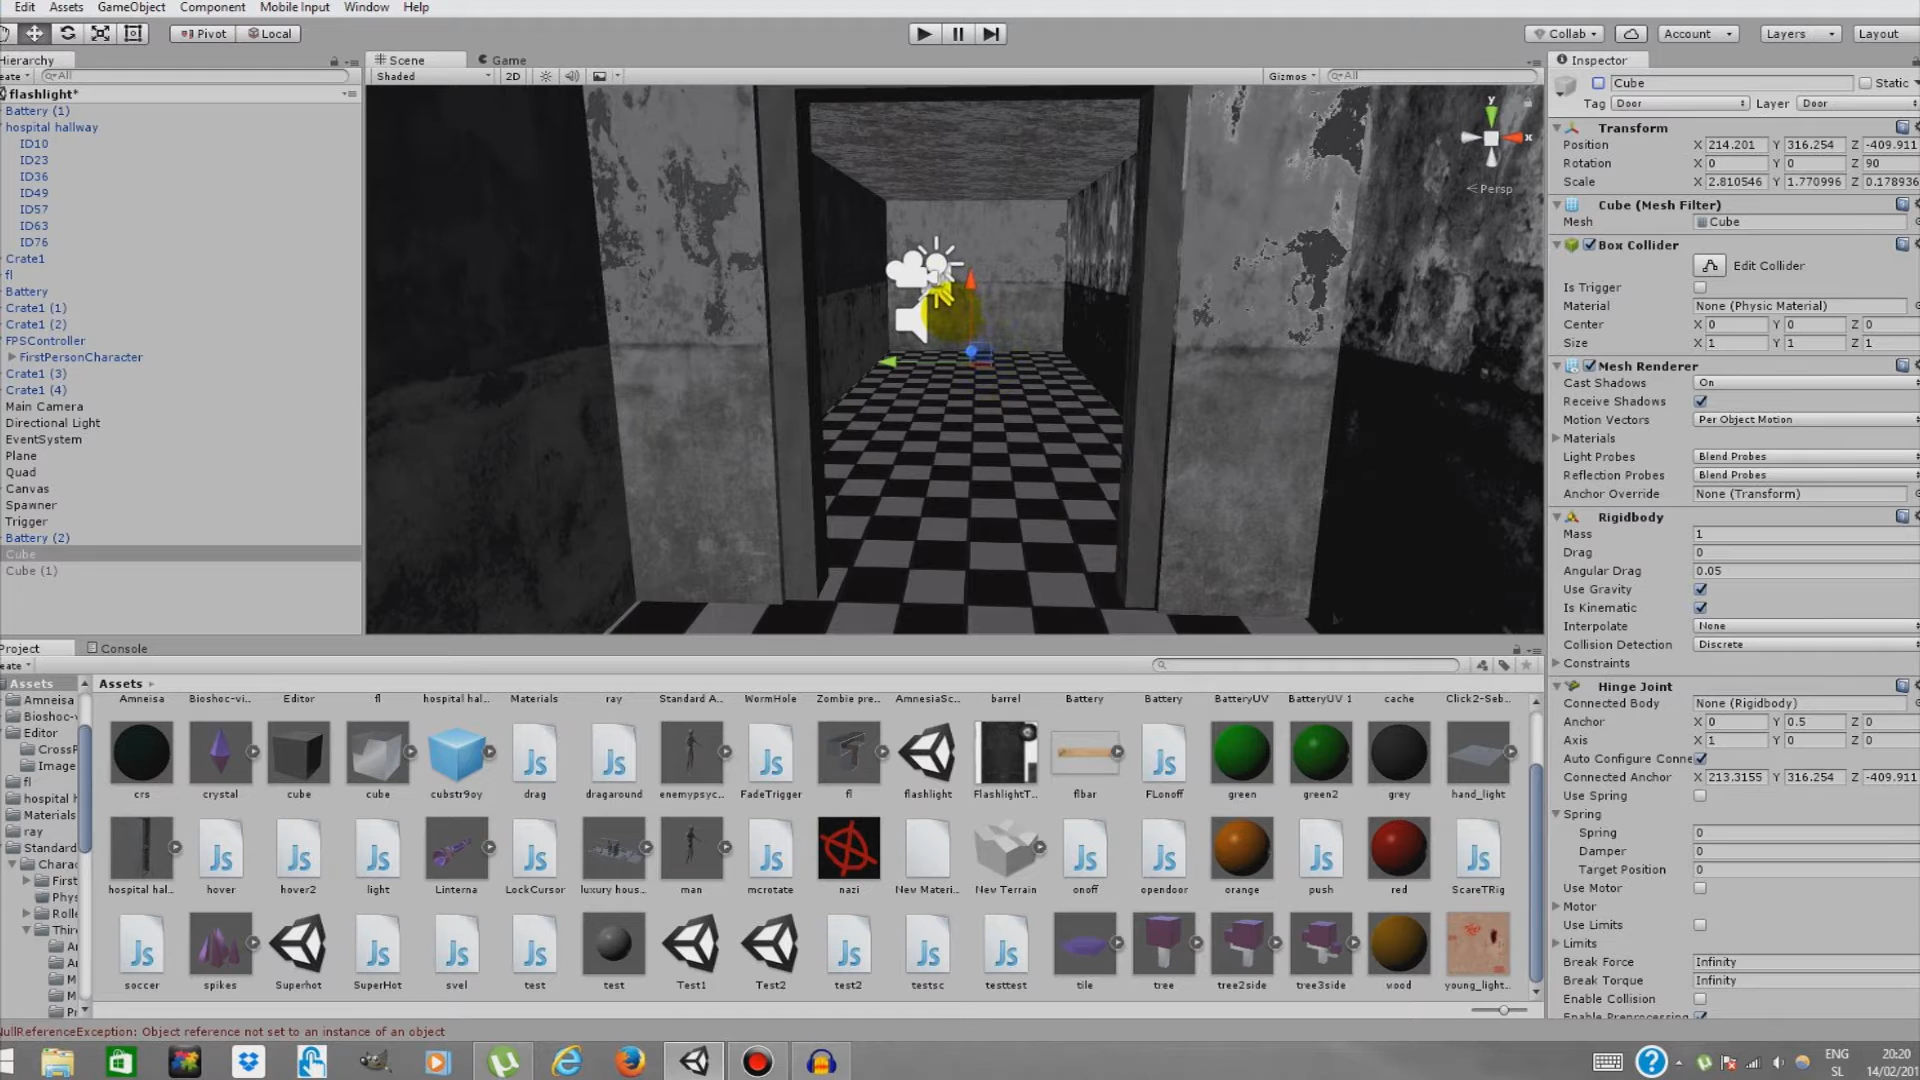 Edit Assets GameObject Component Mobile Input Window Help
Pivot Local Collab Account Layers Layout
Hierarchy Scene Game Inspector
All Shaded 2D Gizmos All
Cube Static
flashlight*
Tag Door Layer Door
Battery (1)
hospital hallway
ID10
ID23
ID36
ID49
ID57
ID63
ID76
Crate1
fl
Battery
Crate1 (1)
Crate1 (2)
FPSController
FirstPersonCharacter
Crate1 (3)
Crate1 (4)
Main Camera
Directional Light
EventSystem
Plane
Quad
Canvas
Spawner
Trigger
Battery (2)
Cube
Cube (1)
y
x
Persp
Transform
Position X 214.201 Y 316.254 Z -409.911
Rotation X 0 Y 0 Z 90
Scale X 2.810546 Y 1.770996 Z 0.178936
Cube (Mesh Filter)
Mesh Cube
Box Collider
Edit Collider
Is Trigger
Material None (Physic Material)
Center X 0 Y 0 Z 0
Size X 1 Y 1 Z 1
Mesh Renderer
Cast Shadows On
Receive Shadows
Motion Vectors Per Object Motion
Materials
Light Probes Blend Probes
Reflection Probes Blend Probes
Anchor Override None (Transform)
Rigidbody
Mass 1
Drag 0
Angular Drag 0.05
Use Gravity
Is Kinematic
Interpolate None
Collision Detection Discrete
Constraints
Hinge Joint
Connected Body None (Rigidbody)
Anchor X 0 Y 0.5 Z 0
Axis X 1 Y 0 Z 0
Auto Configure Conne
Connected Anchor X 213.3155 Y 316.254 Z -409.911
Use Spring
Spring
Spring 0
Damper 0
Target Position 0
Use Motor
Motor
Use Limits
Limits
Break Force Infinity
Break Torque Infinity
Enable Collision
Enable Preprocessing
Project Console
Assets
Amneisa
Bioshoc-vi
Editor
CrossP
Image
fl
hospital h
Materials
ray
Standard
Charac
First
Phys
Rolle
Third
Assets
Amneisa Bioshoc-vi... Editor fl hospital hal... Materials ray Standard A... WormHole Zombie pre... AmnesiaSc... barrel Battery Battery BatteryUV BatteryUV 1 cache Click2-Seb...
crs crystal cube cube cubstr9oy drag dragaround enemypsyc... FadeTrigger fl flashlight FlashlightT... flbar FLonoff green green2 grey hand_light
hospital hal... hover hover2 light Linterna LockCursor luxury hous... man mcrotate nazi New Materi... New Terrain onoff opendoor orange push red ScareTRig
soccer spikes Superhot SuperHot svel test test Test1 Test2 test2 testsc testtest tile tree tree2side tree3side wood young_light...
NullReferenceException: Object reference not set to an instance of an object
ENG 20:20
SL 14/02/201